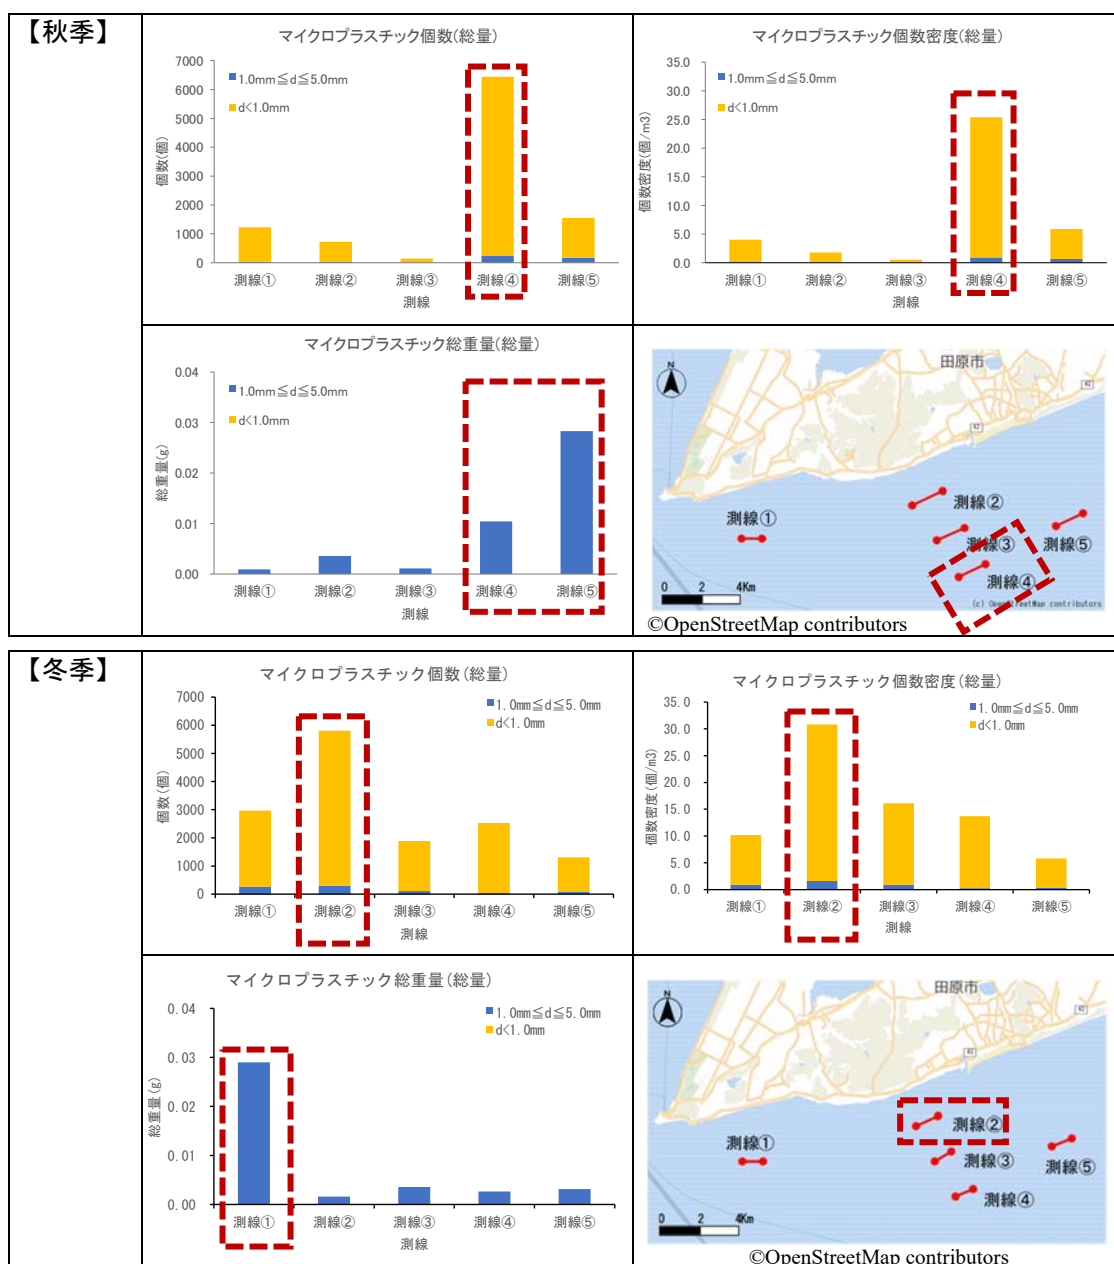 【秋季】
マイクロプラスチック個数(総量)
1.0mm≦d≦5.0mm
d<1.0mm
個数(個)
7000
6000
5000
4000
3000
2000
1000
0
測線① 測線② 測線③ 測線④ 測線⑤
測線
マイクロプラスチック個数密度(総量)
1.0mm≦d≦5.0mm
d<1.0mm
個数密度(個/m3)
35.0
30.0
25.0
20.0
15.0
10.0
5.0
0.0
測線① 測線② 測線③ 測線④ 測線⑤
測線
マイクロプラスチック総重量(総量)
1.0mm≦d≦5.0mm
d<1.0mm
総重量(g)
0.04
0.03
0.02
0.01
0.00
測線① 測線② 測線③ 測線④ 測線⑤
測線
田原市
N
42
42
測線①
測線②
測線③
測線④
測線⑤
0 2 4Km
(c) OpenStreetMap contributors
©OpenStreetMap contributors
【冬季】
マイクロプラスチック個数(総量)
1.0mm≦d≦5.0mm
d<1.0mm
個数(個)
7000
6000
5000
4000
3000
2000
1000
0
測線① 測線② 測線③ 測線④ 測線⑤
測線
マイクロプラスチック個数密度(総量)
1.0mm≦d≦5.0mm
d<1.0mm
個数密度(個/m3)
35.0
30.0
25.0
20.0
15.0
10.0
5.0
0.0
測線① 測線② 測線③ 測線④ 測線⑤
測線
マイクロプラスチック総重量(総量)
1.0mm≦d≦5.0mm
d<1.0mm
総重量(g)
0.04
0.03
0.02
0.01
0.00
測線① 測線② 測線③ 測線④ 測線⑤
測線
田原市
N
42
42
測線①
測線②
測線③
測線④
測線⑤
0 2 4Km
©OpenStreetMap contributors